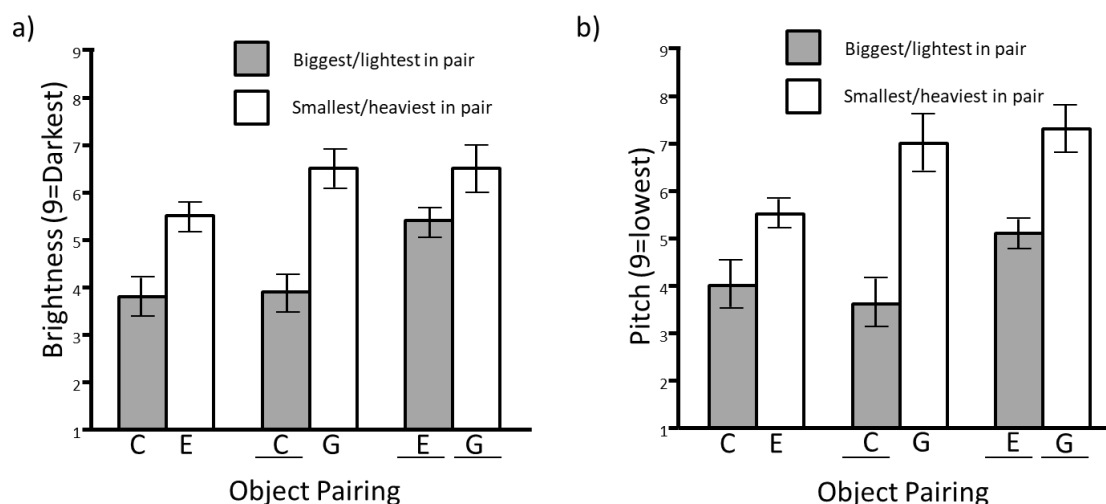 a)
Brightness (9=Darkest)
9
8
7
6
5
4
3
2
1
Biggest/lightest in pair
Smallest/heaviest in pair
C E C G E G
Object Pairing
b)
Pitch (9=lowest)
9
8
7
6
5
4
3
2
1
Biggest/lightest in pair
Smallest/heaviest in pair
C E C G E G
Object Pairing